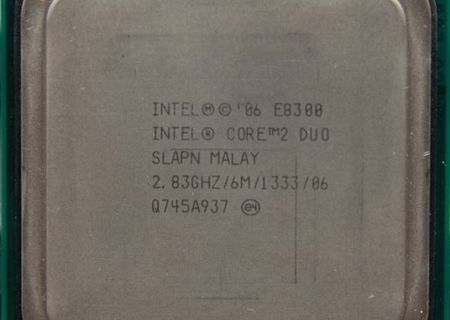 INTEL Ⓜ © '06 E8300
INTEL® CORE™2 DUO
SLAPN MALAY
2.83GHZ/6M/1333/06
Q745A937 e4